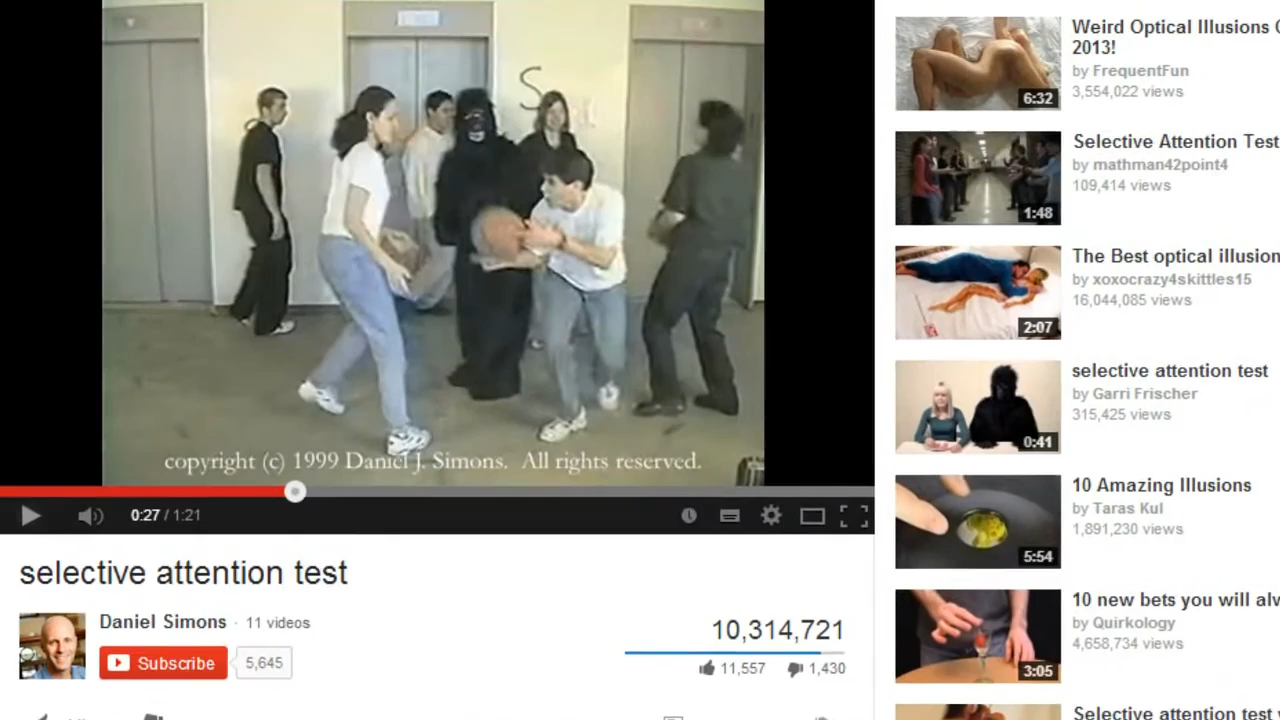 S
copyright (c) 1999 Daniel J. Simons. All rights reserved.
0:27 / 1:21
selective attention test
Daniel Simons · 11 videos
Subscribe 5,645
10,314,721
11,557 1,430
Weird Optical Illusions
2013!
by FrequentFun
3,554,022 views
6:32
Selective Attention Test
by mathman42point4
109,414 views
1:48
The Best optical illusion
by xoxocrazy4skittles15
16,044,085 views
2:07
selective attention test
by Garri Frischer
315,425 views
0:41
10 Amazing Illusions
by Taras Kul
1,891,230 views
5:54
10 new bets you will
by Quirkology
4,658,734 views
3:05
Selective attention test